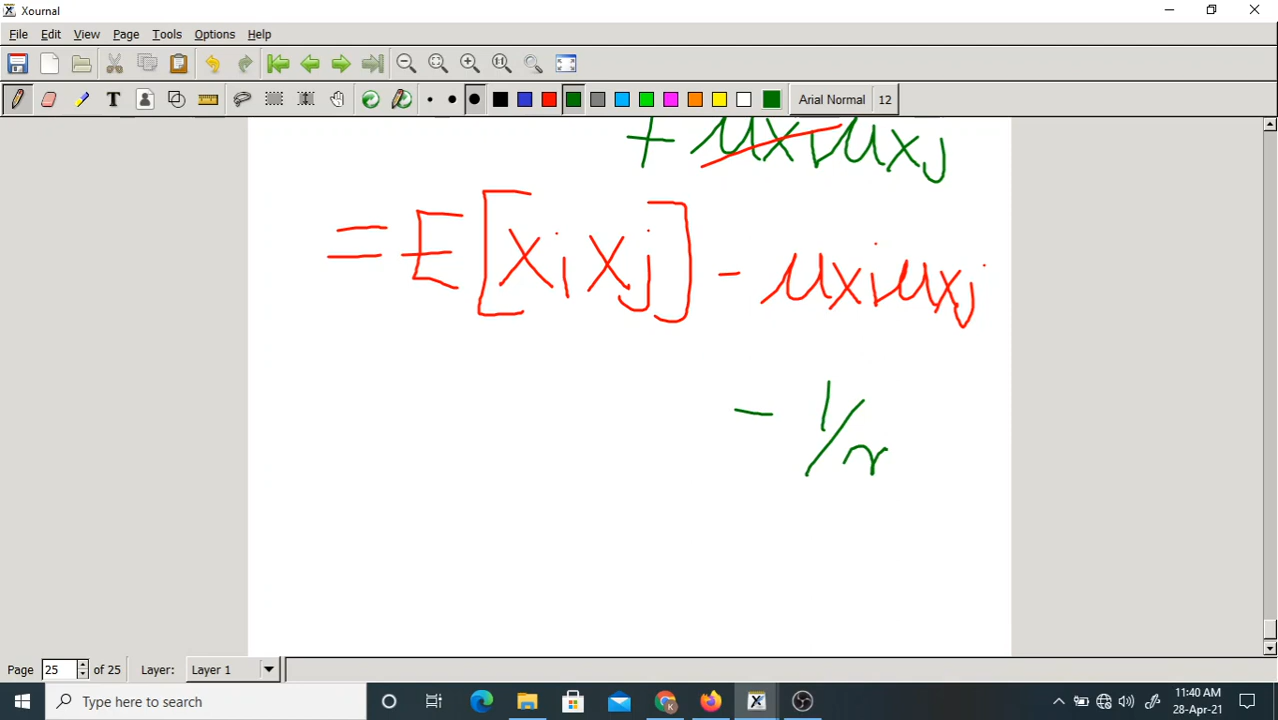 Xournal
File Edit View Page Tools Options Help
Arial Normal 12
+ μxiμxj
= E[xixj] - μxiμxj
- 1/n
Page 25 of 25 Layer: Layer 1
Type here to search
11:40 AM
28-Apr-21